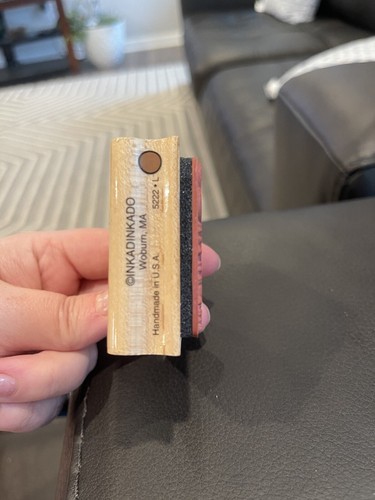 ©INKADINKADO
Woburn, MA 5222 • L
Handmade in U.S.A.